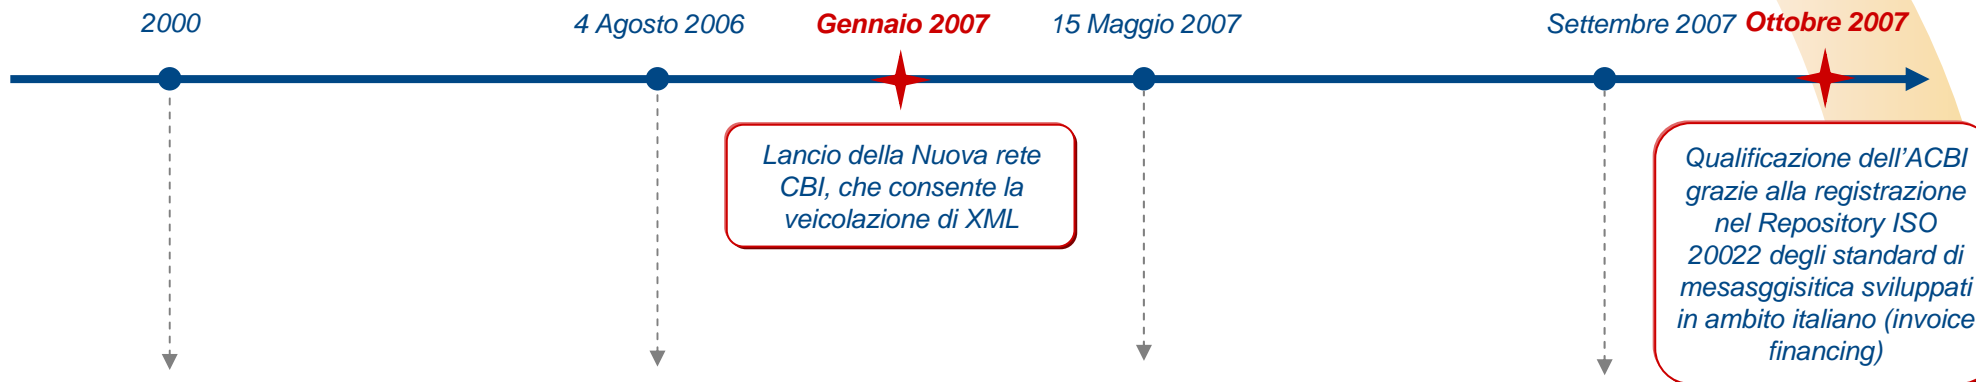 2000
4 Agosto 2006
Gennaio 2007
15 Maggio 2007
Settembre 2007
Ottobre 2007
Lancio della Nuova rete
CBI, che consente la
veicolazione di XML
Qualificazione dell'ACBI
grazie alla registrazione
nel Repository ISO
20022 degli standard di
mesasggisitica sviluppati
in ambito italiano (invoice
financing)